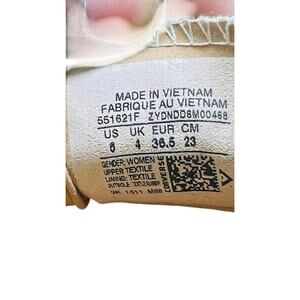 MADE IN VIETNAM
FABRIQUE AU VIETNAM
551621F ZYDNDD6M00468
US UK EUR CM
6 4 36.5 23
GENDER: WOMEN
UPPER: TEXTILE
LINING: TEXTILE
CONVERSE